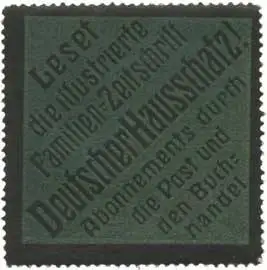 Leset
die illustrierte
Familien-Zeitschrift
Deutscher Hausschatz!
Abonnements durch
die Post und
den Buch-
handel.